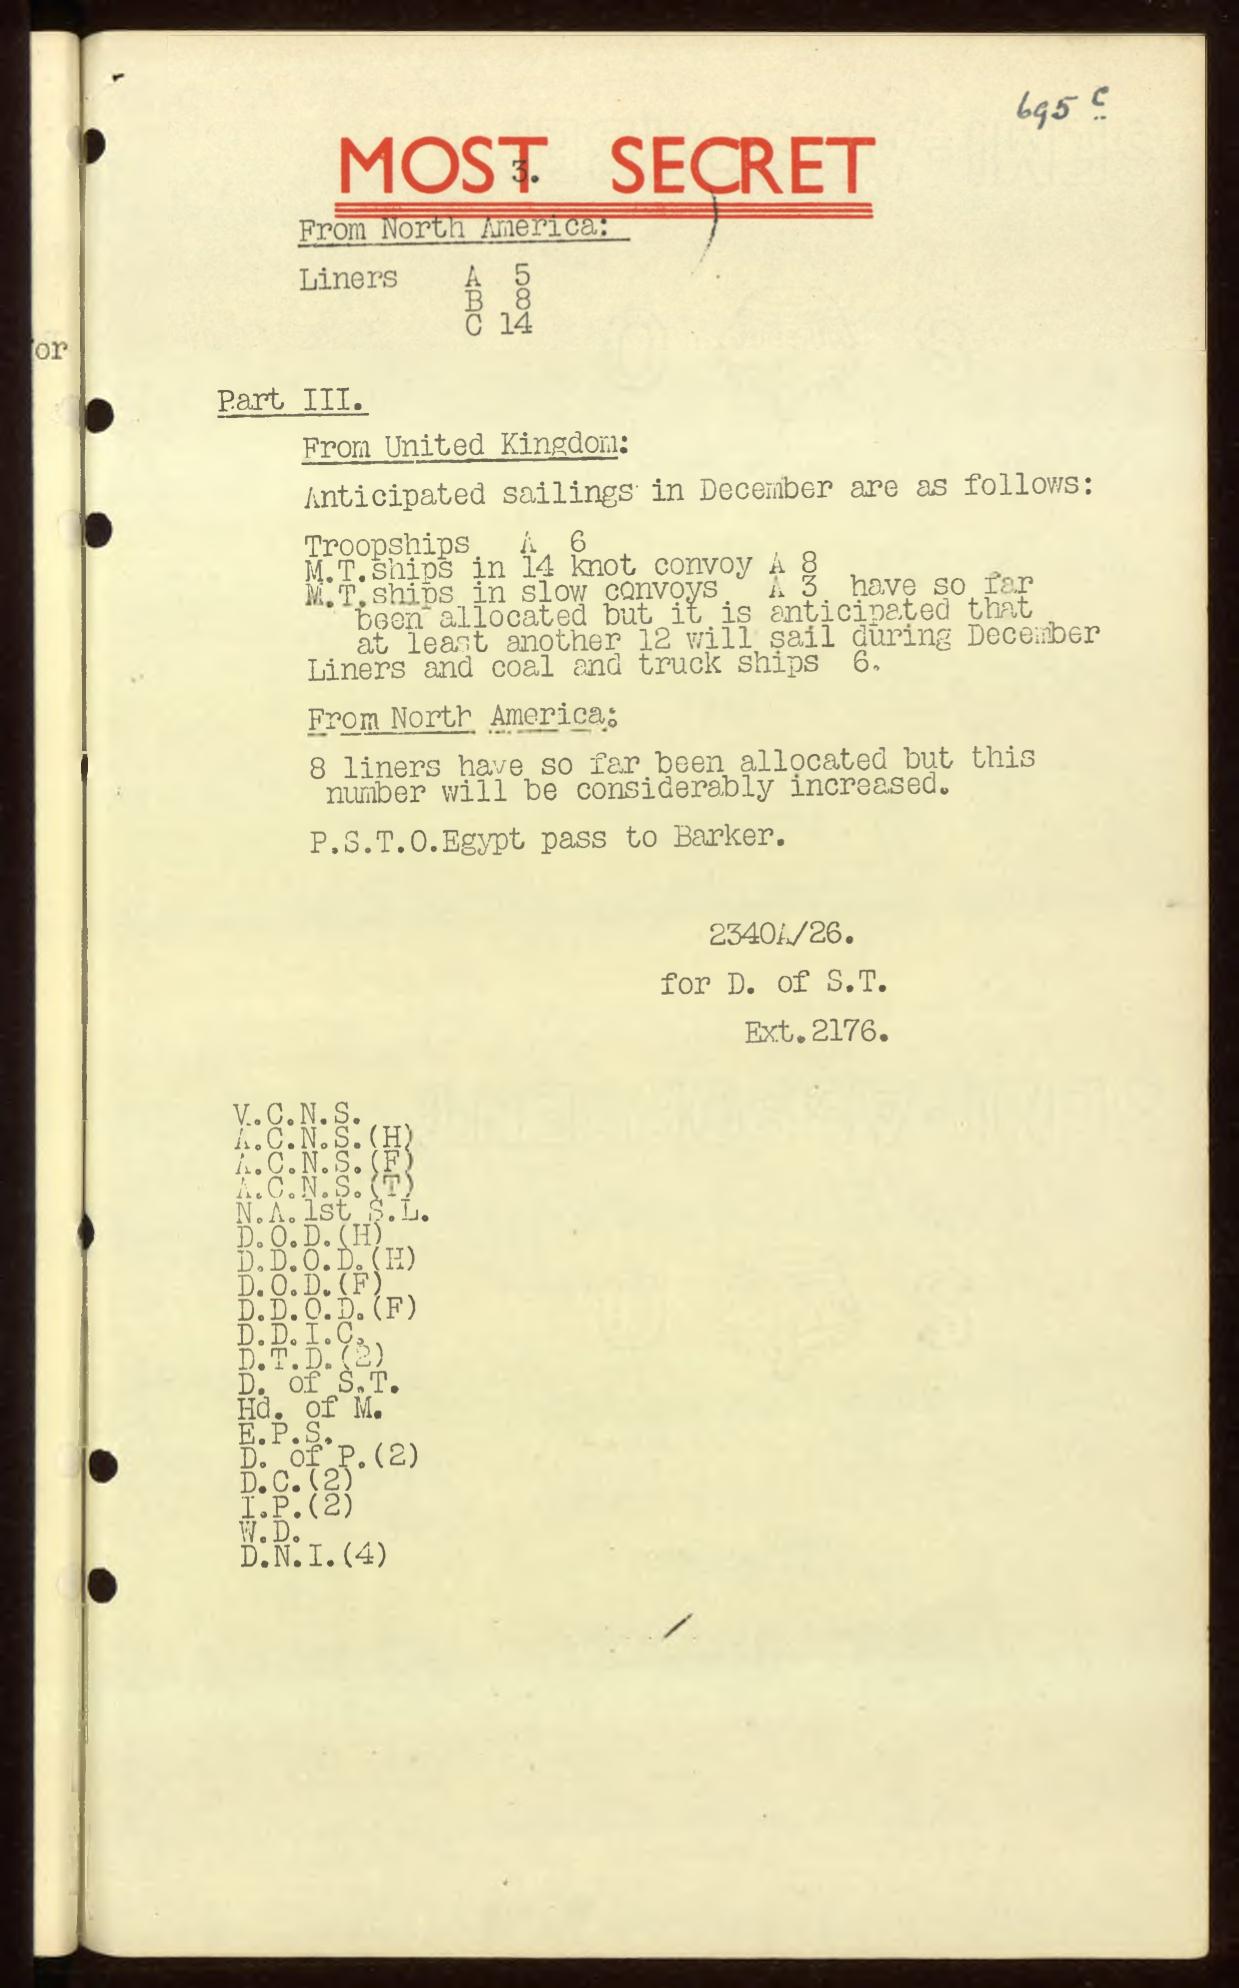 695 c
MOST SECRET
3.
From North America:
Liners A 5
B 8
C 14
or
Part III.
From United Kingdom:
Anticipated sailings in December are as follows:
Troopships A 6
M.T.ships in 14 knot convoy A 8
M.T.ships in slow convoys A 3 have so far
been allocated but it is anticipated that
at least another 12 will sail during December
Liners and coal and truck ships 6.
From North America:
8 liners have so far been allocated but this
number will be considerably increased.
P.S.T.O.Egypt pass to Barker.
2340A/26.
for D. of S.T.
Ext.2176.
V.C.N.S.
A.C.N.S.(H)
A.C.N.S.(F)
A.C.N.S.(T)
N.A.1st S.L.
D.O.D.(H)
D.D.O.D.(H)
D.O.D.(F)
D.D.O.D.(F)
D.D.I.C.
D.T.D.(2)
D. of S.T.
Hd. of M.
E.P.S.
D. of P.(2)
D.C.(2)
I.P.(2)
W.D.
D.N.I.(4)